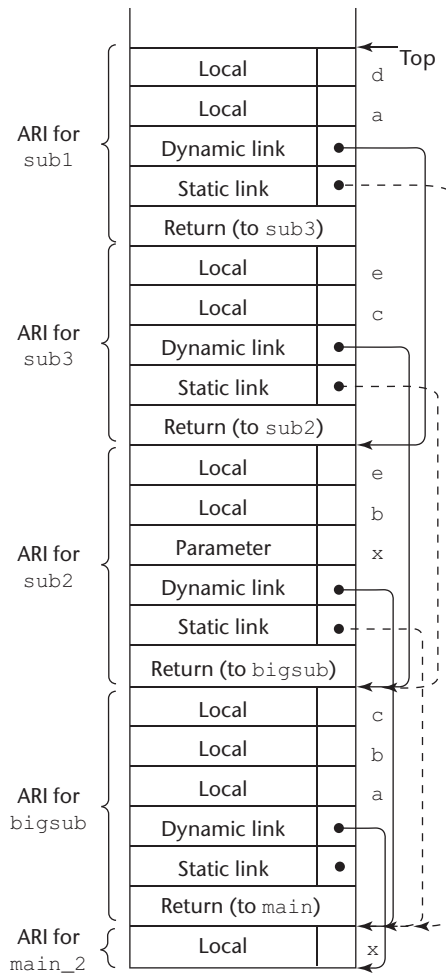 Top
ARI for
sub1
Local
d
Local
a
Dynamic link
Static link
Return (to sub3)
ARI for
sub3
Local
e
Local
c
Dynamic link
Static link
Return (to sub2)
ARI for
sub2
Local
e
Local
b
Parameter
x
Dynamic link
Static link
Return (to bigsub)
ARI for
bigsub
Local
c
Local
b
Local
a
Dynamic link
Static link
Return (to main)
ARI for
main_2
Local
x